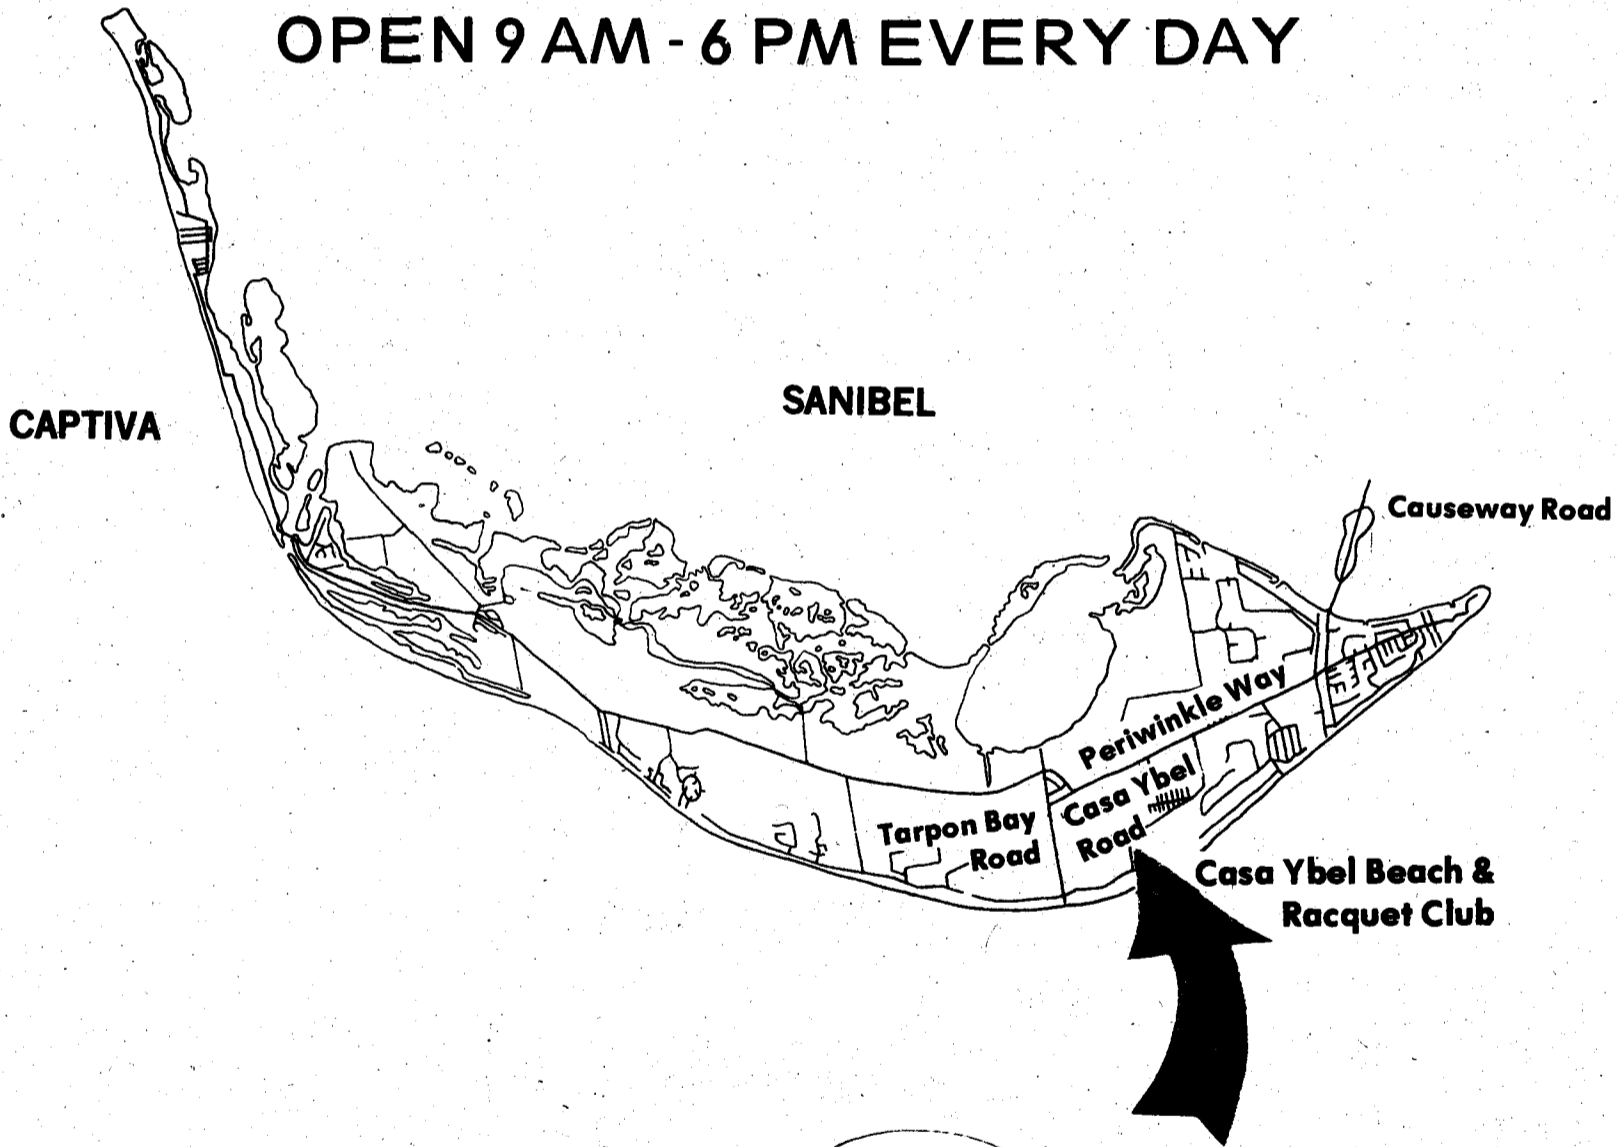 OPEN 9 AM - 6 PM EVERY DAY
SANIBEL
CAPTIVA
Causeway Road
Periwinkle Way
Casa Ybel
Road
Tarpon Bay
Road
Casa Ybel Beach &
Racquet Club